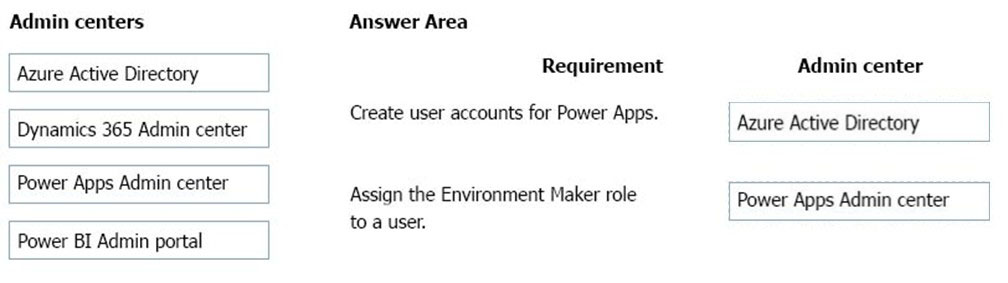 Admin centers
Azure Active Directory
Dynamics 365 Admin center
Power Apps Admin center
Power BI Admin portal
Answer Area
Requirement
Admin center
Create user accounts for Power Apps.
Azure Active Directory
Assign the Environment Maker role
to a user.
Power Apps Admin center